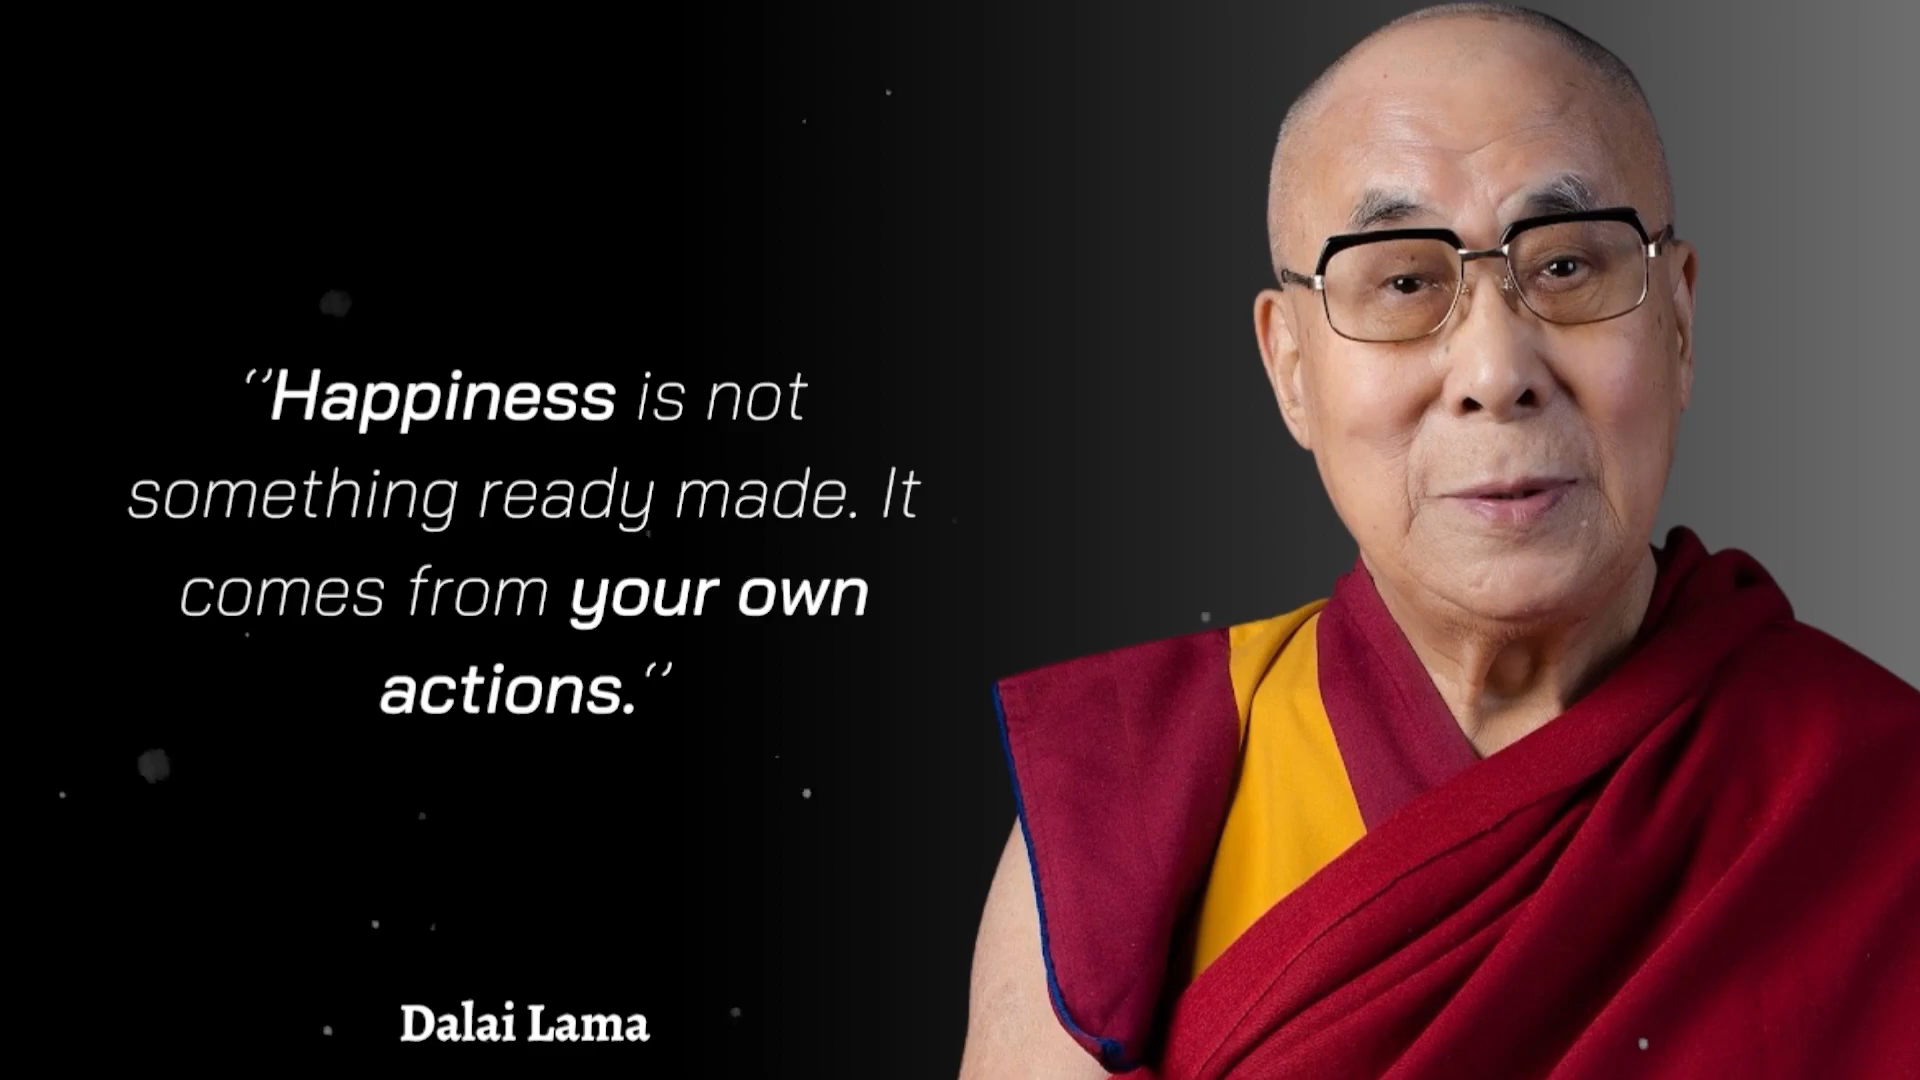 ‘’Happiness is not
something ready made. It
comes from your own
actions.‘’
Dalai Lama